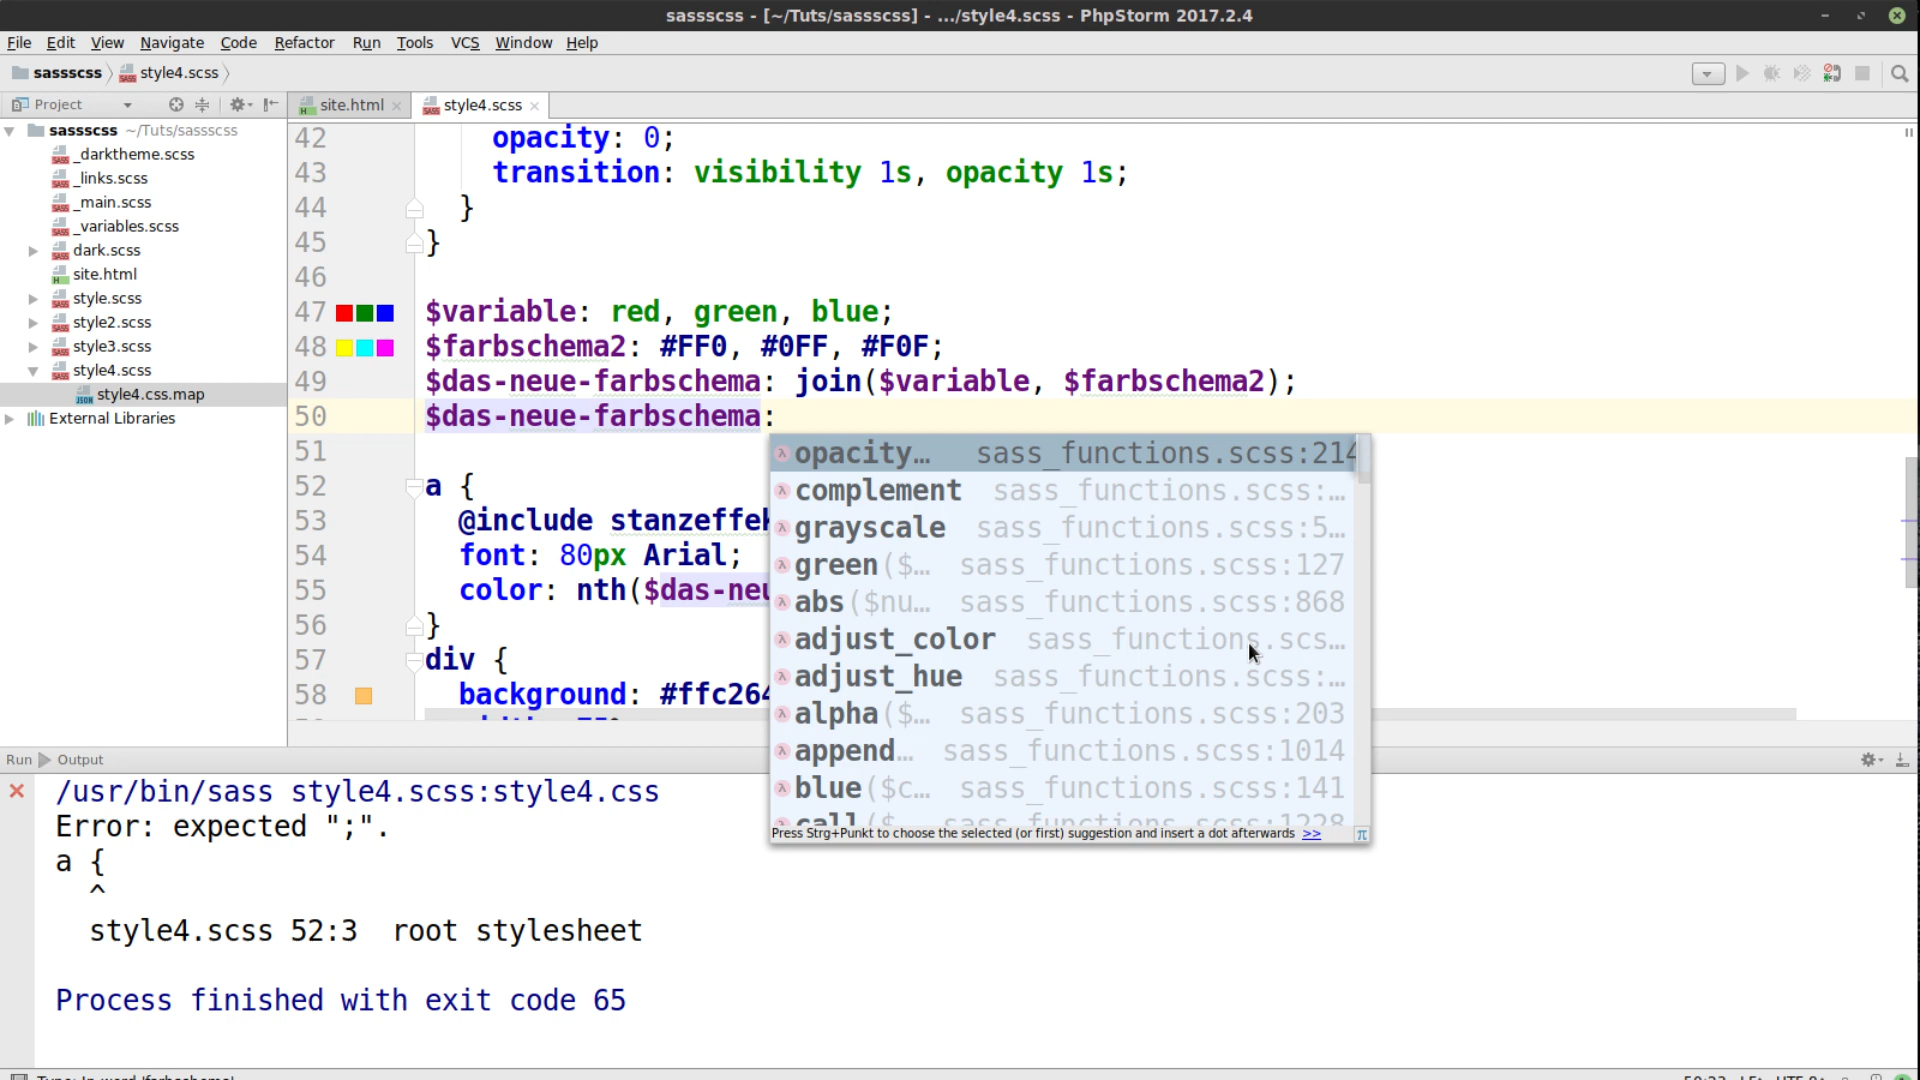 sassscss - [~/Tuts/sassscss] - .../style4.scss - PhpStorm 2017.2.4
File Edit View Navigate Code Refactor Run Tools VCS Window Help
sassscss style4.scss
Project
site.html style4.scss
sassscss ~/Tuts/sassscss
_darktheme.scss
_links.scss
_main.scss
_variables.scss
dark.scss
site.html
style.scss
style2.scss
style3.scss
style4.scss
style4.css.map
External Libraries
42 opacity: 0;
43 transition: visibility 1s, opacity 1s;
44 }
45 }
46
47 $variable: red, green, blue;
48 $farbschema2: #FF0, #0FF, #F0F;
49 $das-neue-farbschema: join($variable, $farbschema2);
50 $das-neue-farbschema:
51
52 a {
53 @include stanzeffek
54 font: 80px Arial;
55 color: nth($das-neu
56 }
57 div {
58 background: #ffc264
opacity… sass_functions.scss:214
complement sass_functions.scss:…
grayscale sass_functions.scss:5…
green($… sass_functions.scss:127
abs($nu… sass_functions.scss:868
adjust_color sass_functions.scs…
adjust_hue sass_functions.scss:…
alpha($… sass_functions.scss:203
append… sass_functions.scss:1014
blue($c… sass_functions.scss:141
call($… sass_functions.scss:1228
Press Strg+Punkt to choose the selected (or first) suggestion and insert a dot afterwards >>
Run Output
/usr/bin/sass style4.scss:style4.css
Error: expected ";".
a {
^
style4.scss 52:3 root stylesheet
Process finished with exit code 65